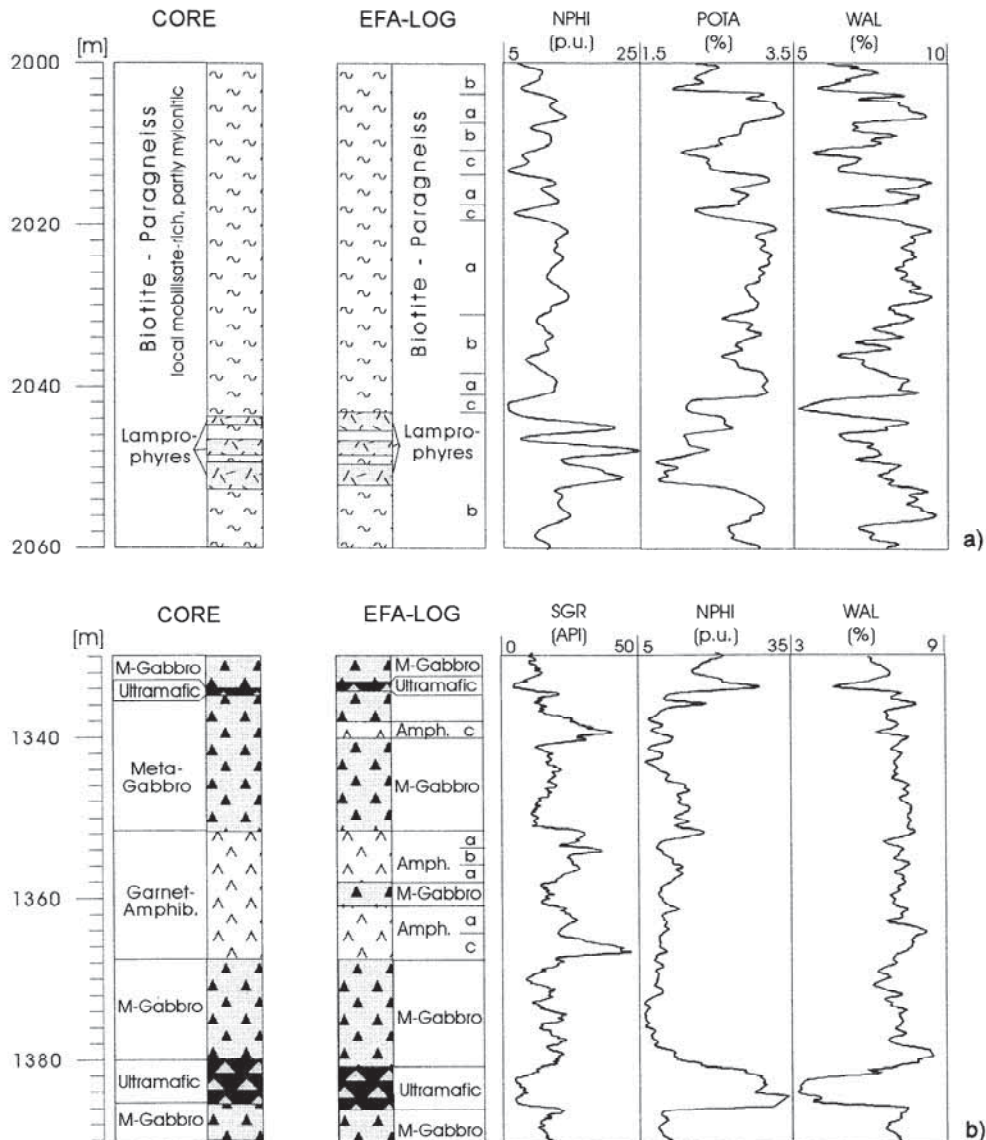 CORE EFA-LOG NPHI POTA WAL
[m] (p.u.) (%) (%)
5 25 1.5 3.5 5 10
2000
Biotite - Paragneiss
local mobilisate-rich, partly mylonitic
Biotite - Paragneiss
b
a
b
c
a
c
2020
a
b
2040
a
c
Lampro-
phyres
Lampro-
phyres
b
2060
a)
CORE EFA-LOG SGR NPHI WAL
[m] (API) (p.u.) (%)
0 50 5 35 3 9
M-Gabbro M-Gabbro
Ultramafic Ultramafic
1340
Amph. c
Meta-
Gabbro
M-Gabbro
a
Amph. b
a
1360
Garnet-
Amphib.
M-Gabbro
Amph. a
c
M-Gabbro M-Gabbro
1380
Ultramafic Ultramafic
M-Gabbro M-Gabbro
b)